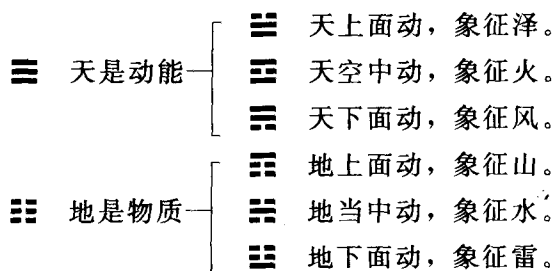 ☱ 天上面动，象征泽。
☰ 天是动能 ☲ 天空中动，象征火。
☴ 天下面动，象征风。
☶ 地上面动，象征山。
☷ 地是物质 ☵ 地当中动，象征水。
☳ 地下面动，象征雷。